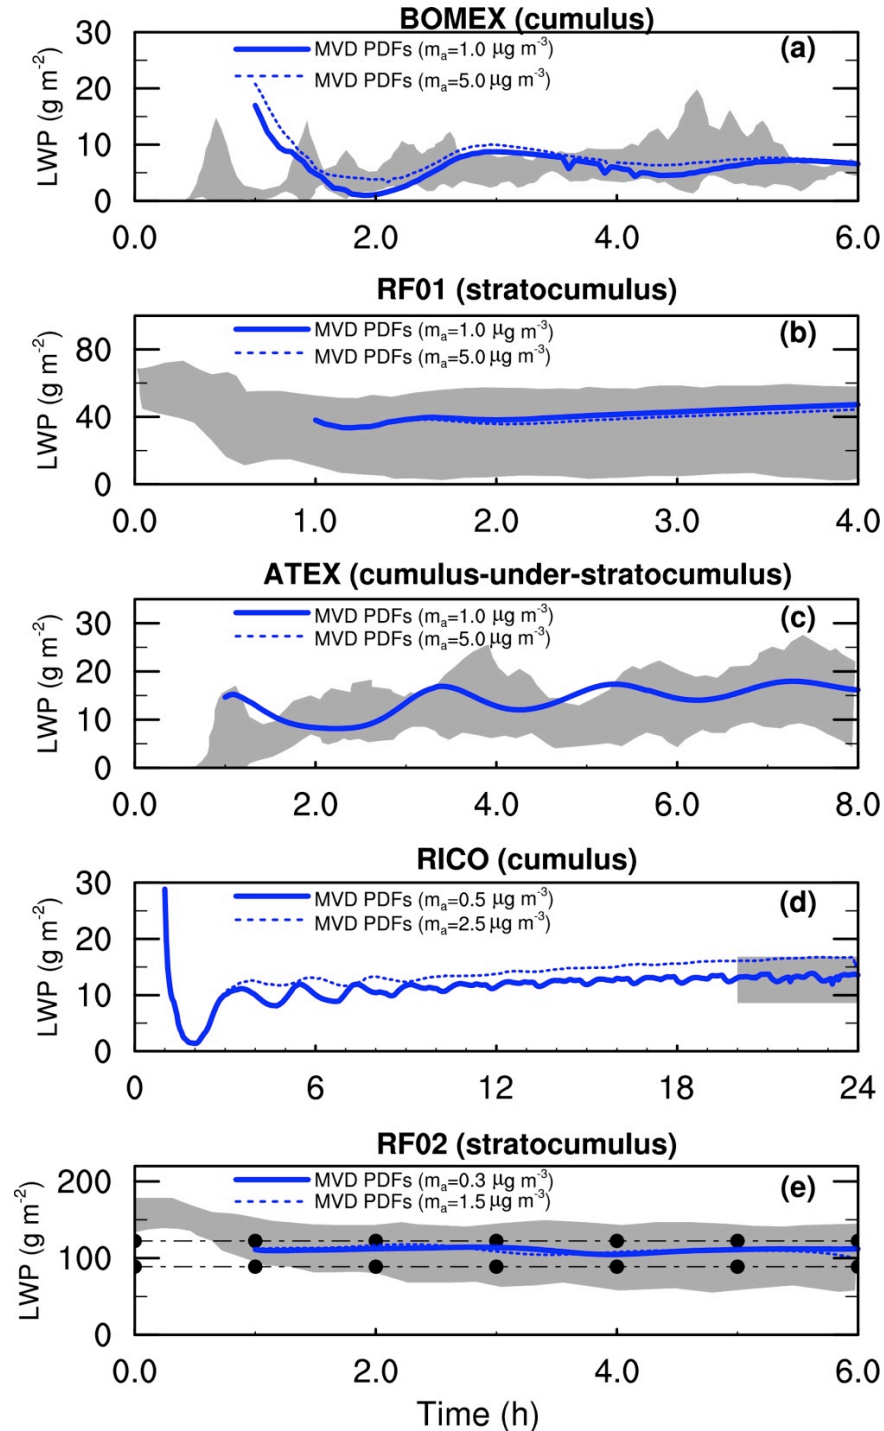 BOMEX (cumulus)
30
20
10
0
LWP (g m-2)
MVD PDFs (ma=1.0 μg m-3)
MVD PDFs (ma=5.0 μg m-3)
(a)
0.0 2.0 4.0 6.0
RF01 (stratocumulus)
80
40
0
LWP (g m-2)
MVD PDFs (ma=1.0 μg m-3)
MVD PDFs (ma=5.0 μg m-3)
(b)
0.0 1.0 2.0 3.0 4.0
ATEX (cumulus-under-stratocumulus)
30
20
10
0
LWP (g m-2)
MVD PDFs (ma=1.0 μg m-3)
MVD PDFs (ma=5.0 μg m-3)
(c)
0.0 2.0 4.0 6.0 8.0
RICO (cumulus)
30
20
10
0
LWP (g m-2)
MVD PDFs (ma=0.5 μg m-3)
MVD PDFs (ma=2.5 μg m-3)
(d)
0 6 12 18 24
RF02 (stratocumulus)
200
100
0
LWP (g m-2)
MVD PDFs (ma=0.3 μg m-3)
MVD PDFs (ma=1.5 μg m-3)
(e)
0.0 2.0 4.0 6.0
Time (h)